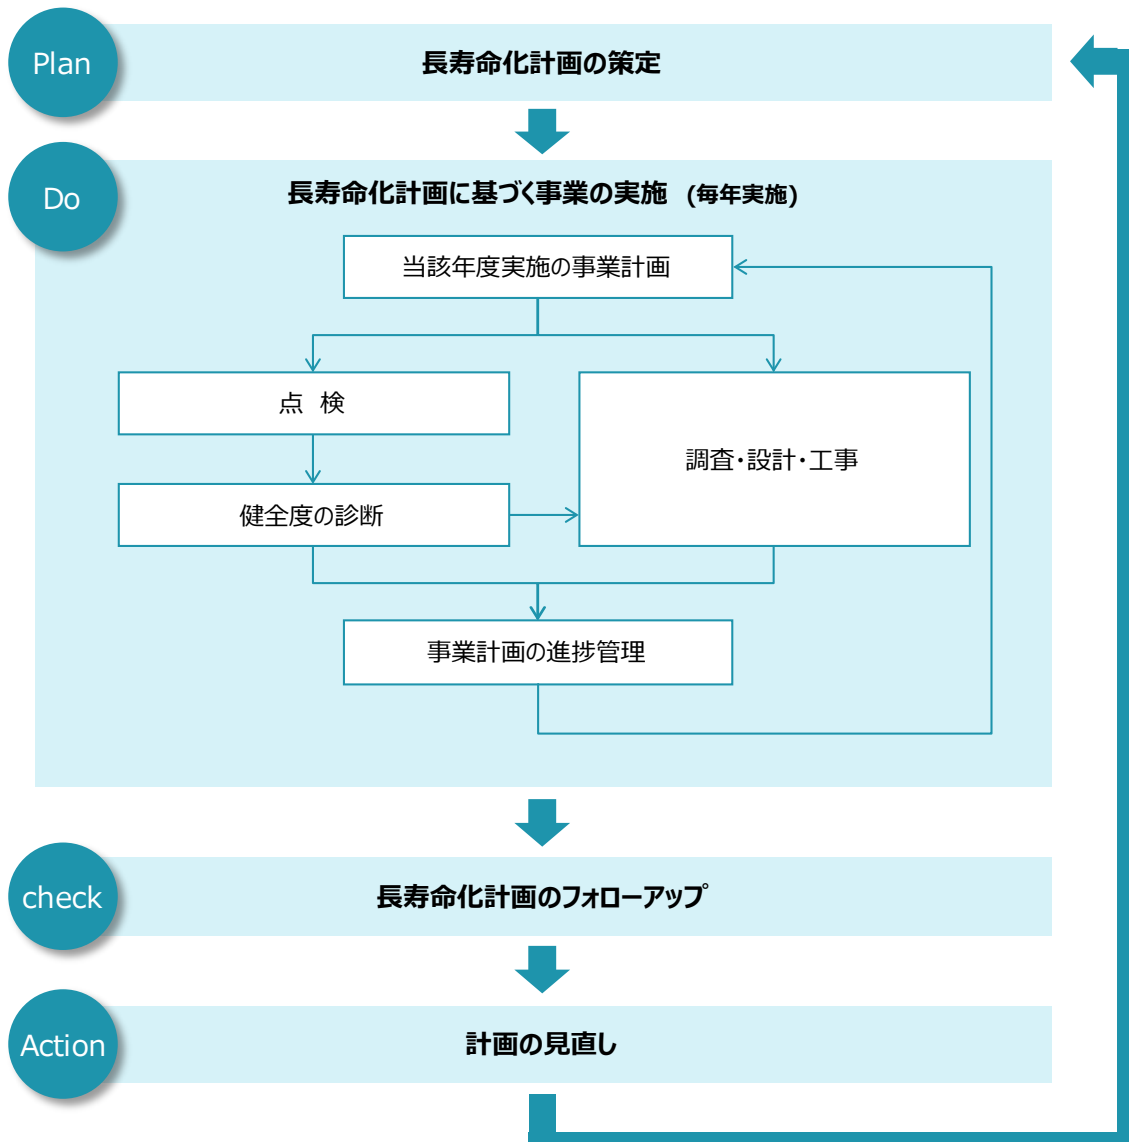 Plan
長寿命化計画の策定
Do
長寿命化計画に基づく事業の実施 (毎年実施)
当該年度実施の事業計画
点 検
調査・設計・工事
健全度の診断
事業計画の進捗管理
check
長寿命化計画のフォローアップ
Action
計画の見直し